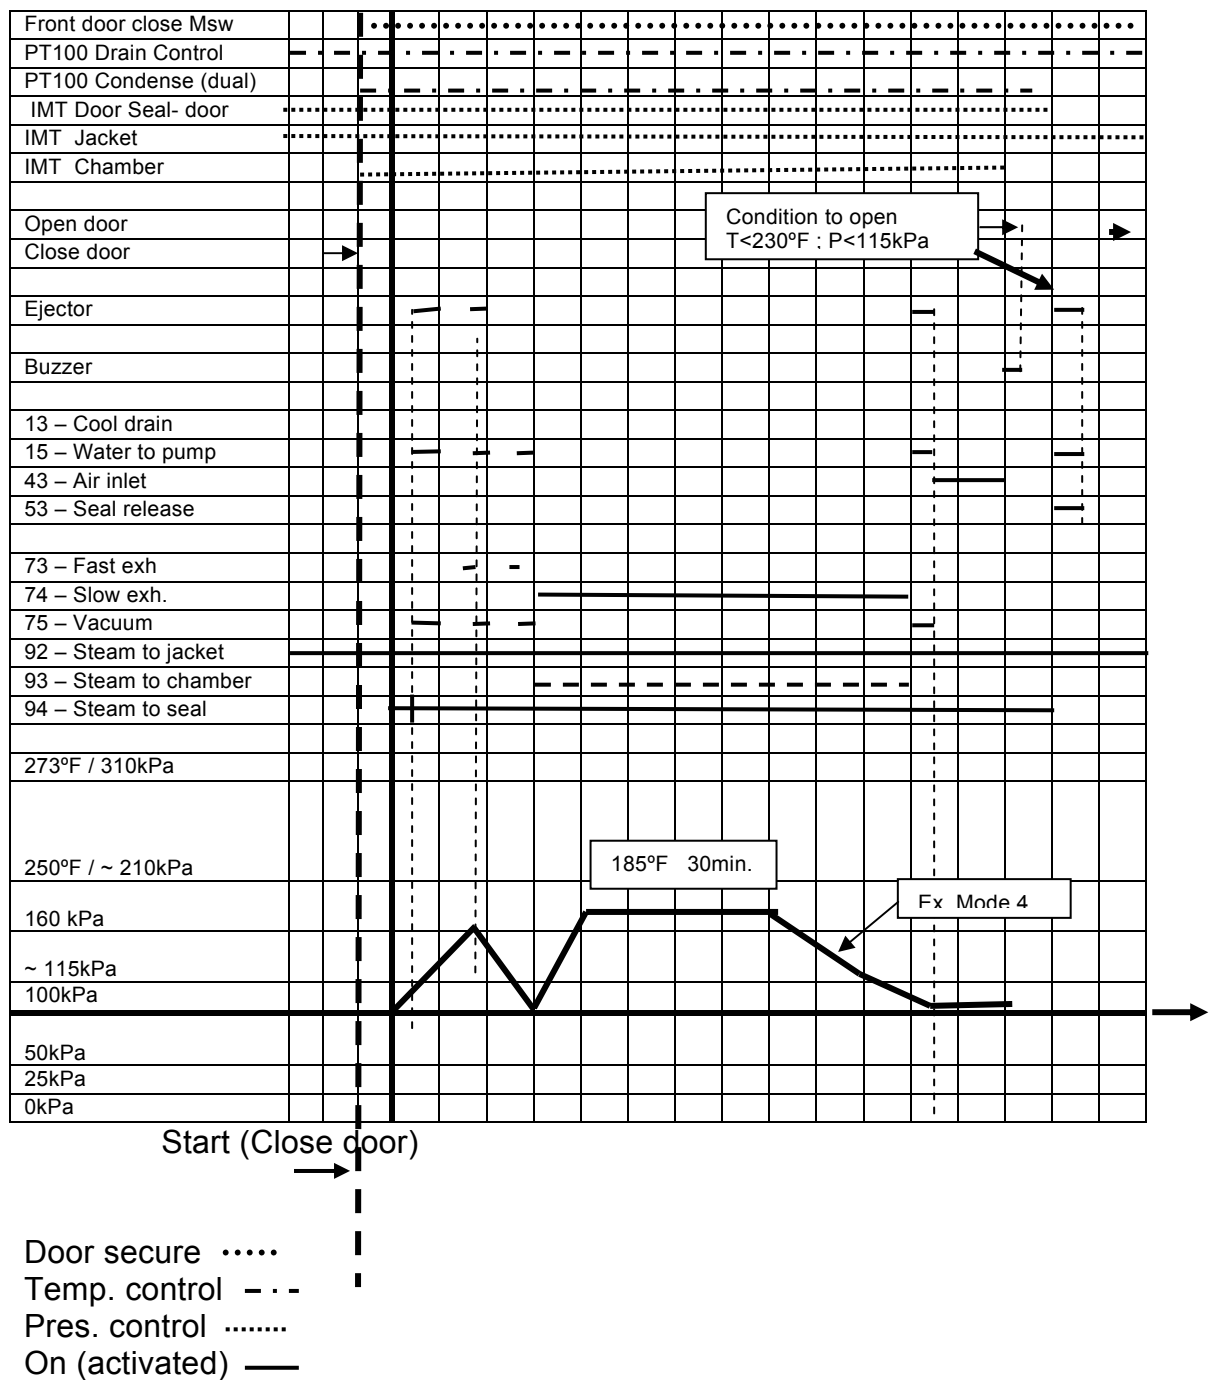 Front door close Msw
PT100 Drain Control
PT100 Condense (dual)
IMT Door Seal- door
IMT Jacket
IMT Chamber
Condition to open
T<230ºF ; P<115kPa
Open door
Close door
Ejector
Buzzer
13 – Cool drain
15 – Water to pump
43 – Air inlet
53 – Seal release
73 – Fast exh
74 – Slow exh.
75 – Vacuum
92 – Steam to jacket
93 – Steam to chamber
94 – Steam to seal
273ºF / 310kPa
250ºF / ~ 210kPa
185ºF 30min.
Ex. Mode 4
160 kPa
~ 115kPa
100kPa
50kPa
25kPa
0kPa
Start (Close door)
Door secure
Temp. control
Pres. control
On (activated)